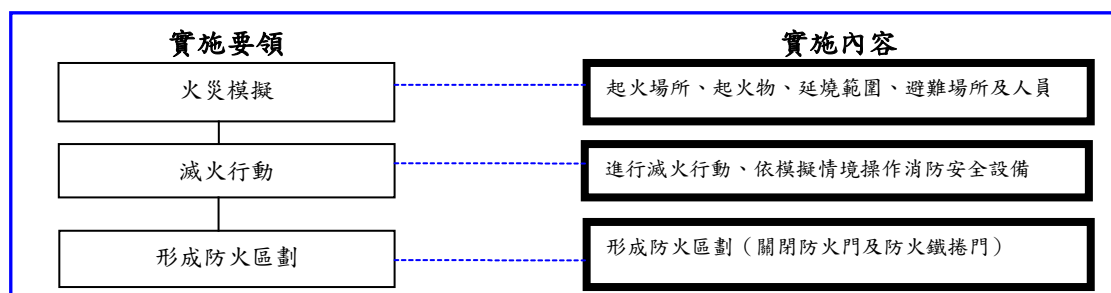 實施要領
實施內容
火災模擬
起火場所、起火物、延燒範圍、避難場所及人員
滅火行動
進行滅火行動、依模擬情境操作消防安全設備
形成防火區劃
形成防火區劃（關閉防火門及防火鐵捲門）